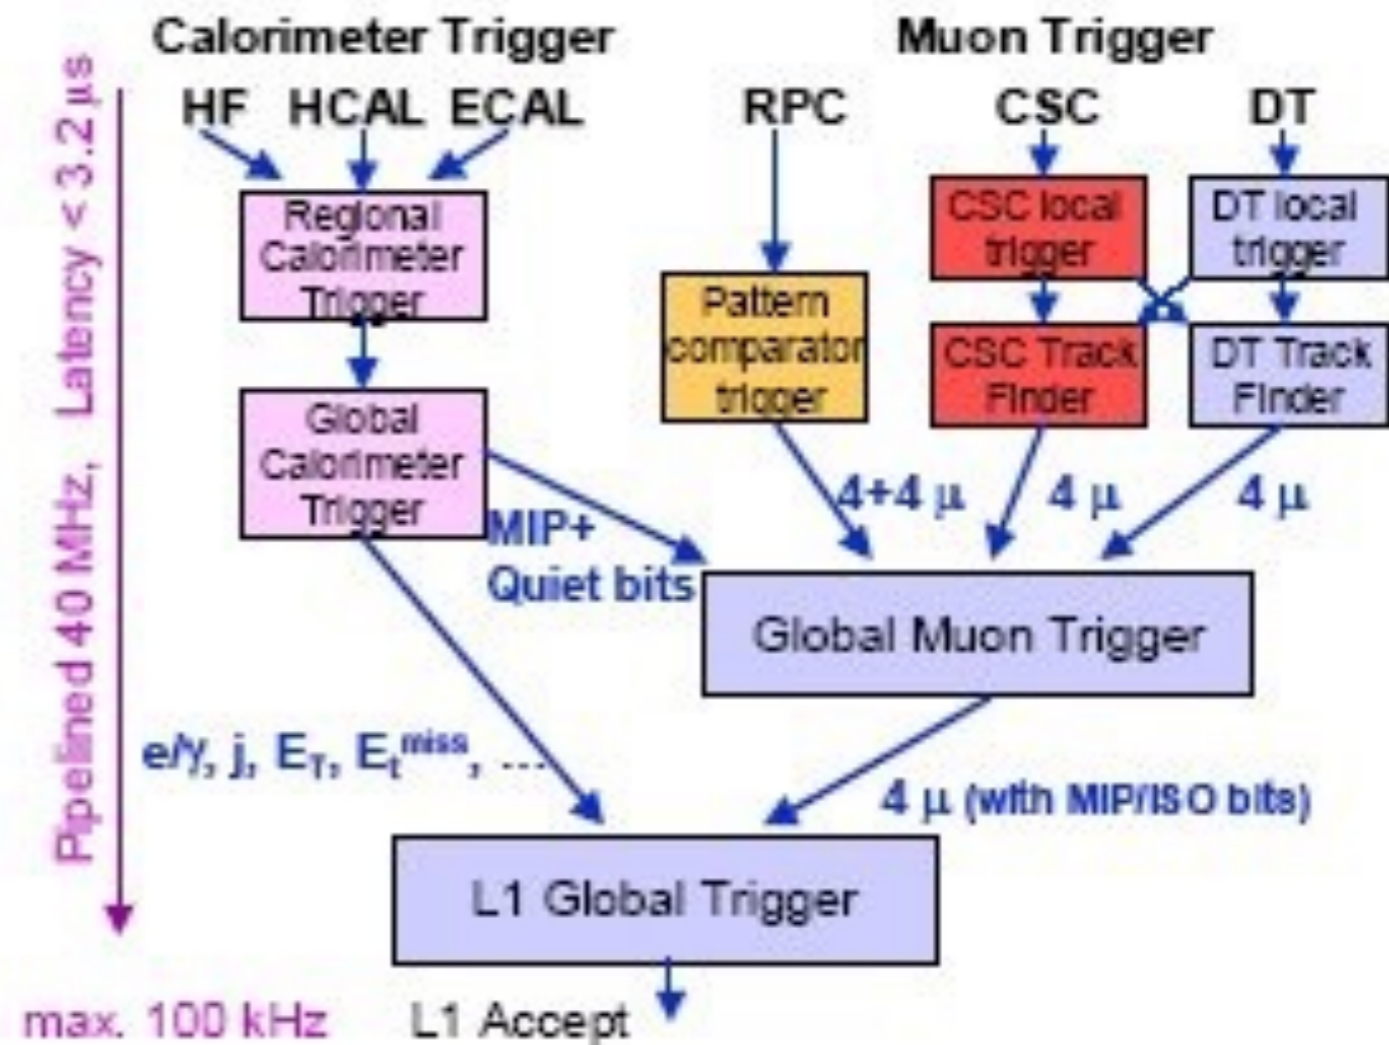 Calorimeter Trigger
Muon Trigger
HF HCAL ECAL
RPC
CSC
DT
Pipelined 40 MHz, Latency < 3.2 μs
Regional
Calorimeter
Trigger
CSC local
trigger
DT local
trigger
Pattern
comparator
trigger
CSC Track
Finder
DT Track
Finder
Global
Calorimeter
Trigger
4+4 μ
4 μ
4 μ
MIP+
Quiet bits
Global Muon Trigger
e/γ, j, E_T, E_t^miss, ...
4 μ (with MIP/ISO bits)
L1 Global Trigger
max. 100 kHz
L1 Accept